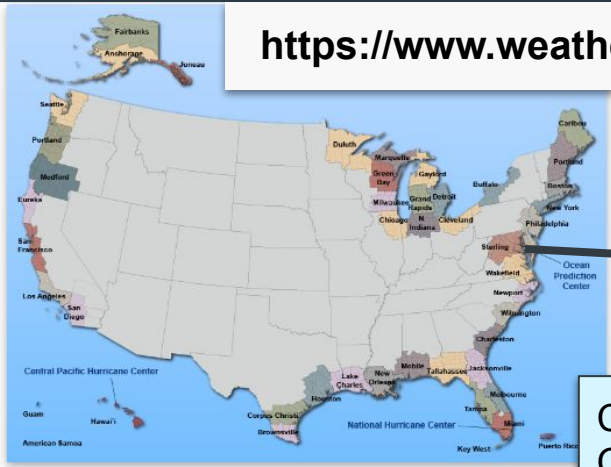 https://www.weath
Fairbanks
Anchorage
Juneau
Seattle
Portland
Medford
Eureka
San
Francisco
Los Angeles
San
Diego
Duluth
Marquette
Green
Bay
Gaylord
Milwaukee
Grand
Rapids
Detroit
Chicago
N.
Indiana
Cleveland
Buffalo
Caribou
Portland
Boston
New York
Philadelphia
Sterling
Ocean
Prediction
Center
Wakefield
Newport
Wilmington
Charleston
Jacksonville
Tallahassee
Mobile
New
Orleans
Lake
Charles
Houston
Corpus Christi
Brownsville
Melbourne
Tampa
Miami
Key West
National Hurricane Center
Central Pacific Hurricane Center
Guam
Hawai'i
American Samoa
Puerto Rico